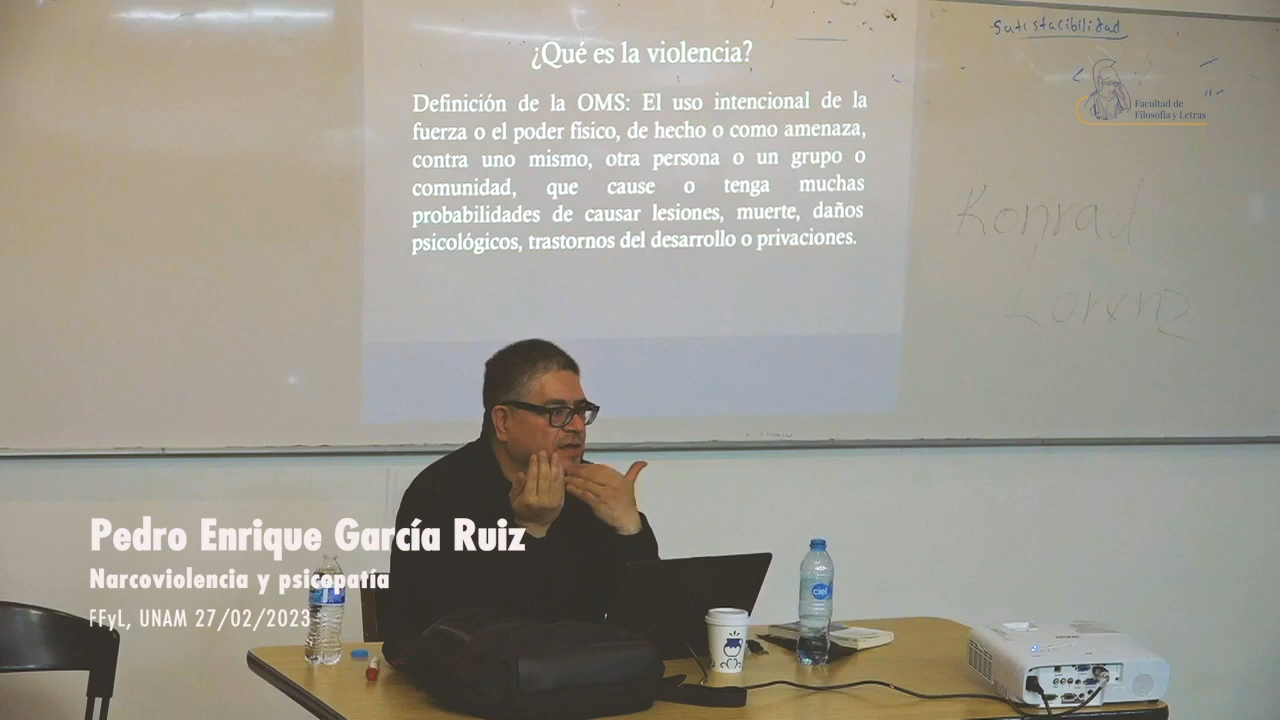 ¿Qué es la violencia?
Definición de la OMS: El uso intencional de la
fuerza o el poder físico, de hecho o como amenaza,
contra uno mismo, otra persona o un grupo o
comunidad, que cause o tenga muchas
probabilidades de causar lesiones, muerte, daños
psicológicos, trastornos del desarrollo o privaciones.
Facultad de
Filosofía y Letras
Konrad
Lorenz
Pedro Enrique García Ruiz
Narcoviolencia y psicopatía
FFyL, UNAM 27/02/2023
ciel
EPSON